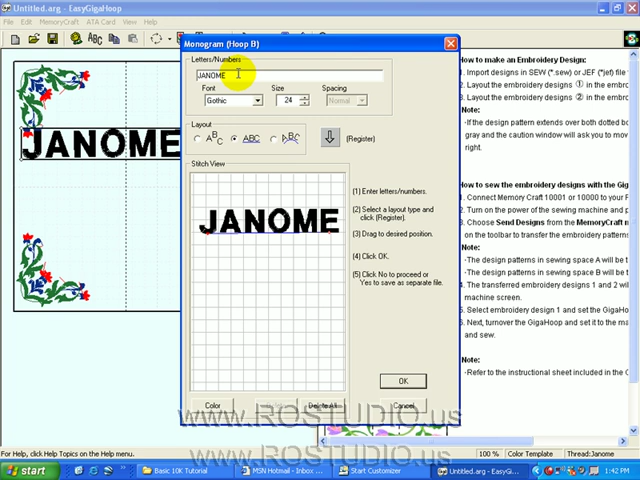 Untitled.arg - EasyGigaHoop
File Edit MemoryCraft ATA Card View Help
JANOME
Monogram (Hoop B)
Letters/Numbers
JANOME
Font Size Spacing
Gothic 24 Normal
Layout
ABC ABC ABC (Register)
Stitch View
JANOME
(1) Enter letters/numbers.
(2) Select a layout type and
click (Register).
(3) Drag to desired position.
(4) Click OK.
(5) Click No to proceed or
Yes to save as separate file.
OK
Color Delete All Cancel
How to make an Embroidery Design:
1. Import designs in SEW (*.sew) or JEF (*.jef) file
2. Layout the embroidery designs ① in the embro
3. Layout the embroidery designs ② in the embro
Note:
-If the design pattern extends over both dotted bo
gray and the caution window will ask you to move
right.
How to sew the embroidery designs with the Gig
1. Connect Memory Craft 10001 or 10000 to your P
2. Turn on the power of the sewing machine and p
3. Choose Send Designs from the MemoryCraft m
on the toolbar to transfer the embroidery patterns
Note:
-The design patterns in sewing space A will be t
-The design patterns in sewing space B will be t
4. The transferred embroidery designs 1 and 2 will
machine screen.
5. Select embroidery design 1 and set the GigaHoo
6. Next, turnover the GigaHoop and set it to the ma
and sew.
Note:
-Refer to the instructional sheet included in the G
www.ROSTUDIO.us
For Help, click Help Topics on the Help menu.
100 % Color Template Thread:Janome
www.ROSTUDIO.us
start Basic 10K Tutorial MSN Hotmail - Inbox ... Start Customizer Untitled.arg - EasyGi... 1:42 PM